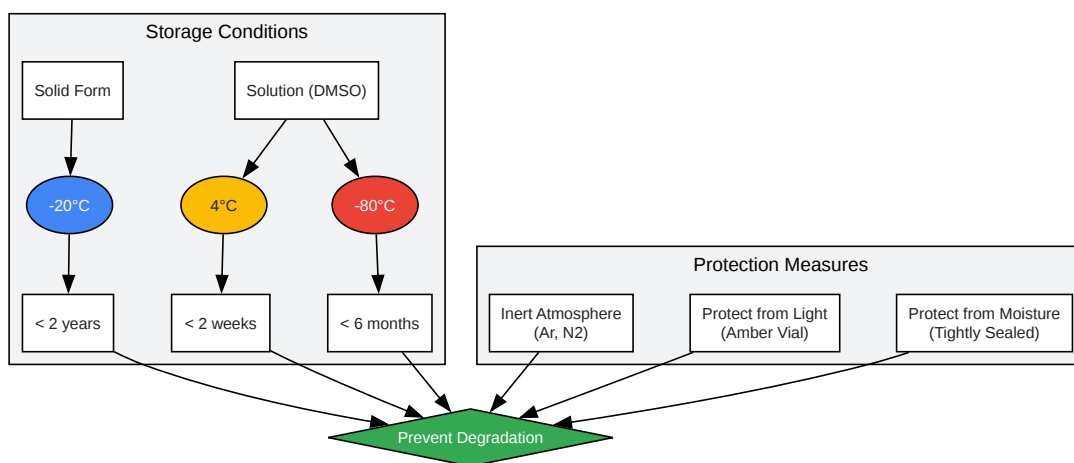 Storage Conditions
Solid Form
Solution (DMSO)
-20°C
4°C
-80°C
< 2 years
< 2 weeks
< 6 months
Protection Measures
Inert Atmosphere
(Ar, N2)
Protect from Light
(Amber Vial)
Protect from Moisture
(Tightly Sealed)
Prevent Degradation